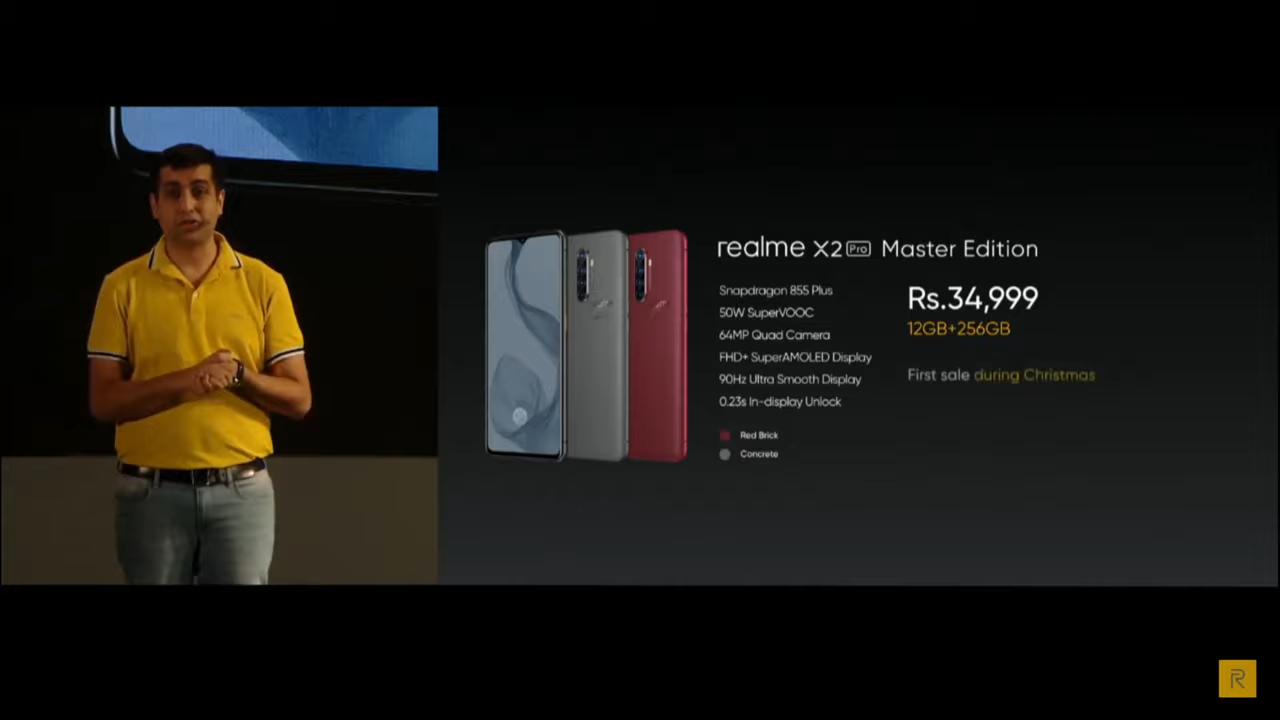 realme X2 Pro Master Edition
Snapdragon 855 Plus
50W SuperVOOC
64MP Quad Camera
FHD+ SuperAMOLED Display
90Hz Ultra Smooth Display
0.23s In-display Unlock
Red Brick
Concrete
Rs.34,999
12GB+256GB
First sale during Christmas
R